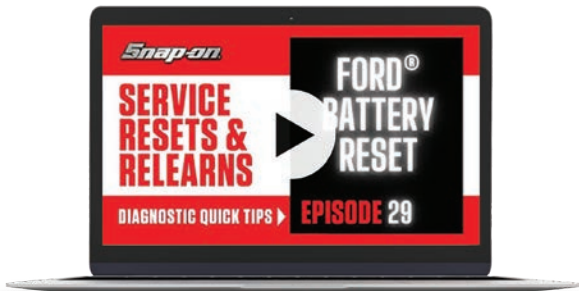 Snap-on
SERVICE
RESETS &
RELEARNS
DIAGNOSTIC QUICK TIPS
FORD®
BATTERY
RESET
EPISODE 29